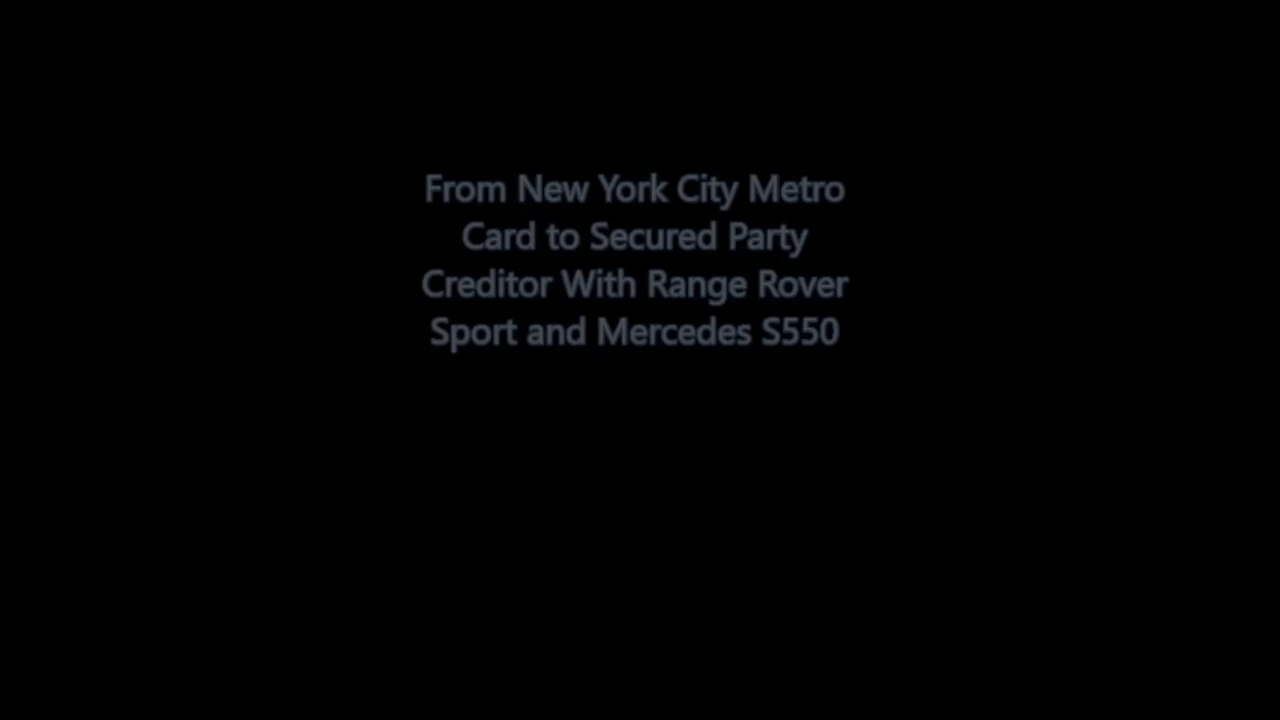 From New York City Metro
Card to Secured Party
Creditor With Range Rover
Sport and Mercedes S550